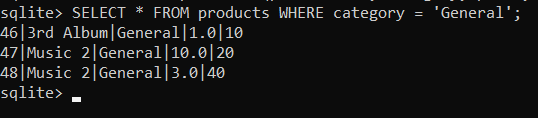 sqlite> SELECT * FROM products WHERE category = 'General';
46|3rd Album|General|1.0|10
47|Music 2|General|10.0|20
48|Music 2|General|3.0|40
sqlite> _